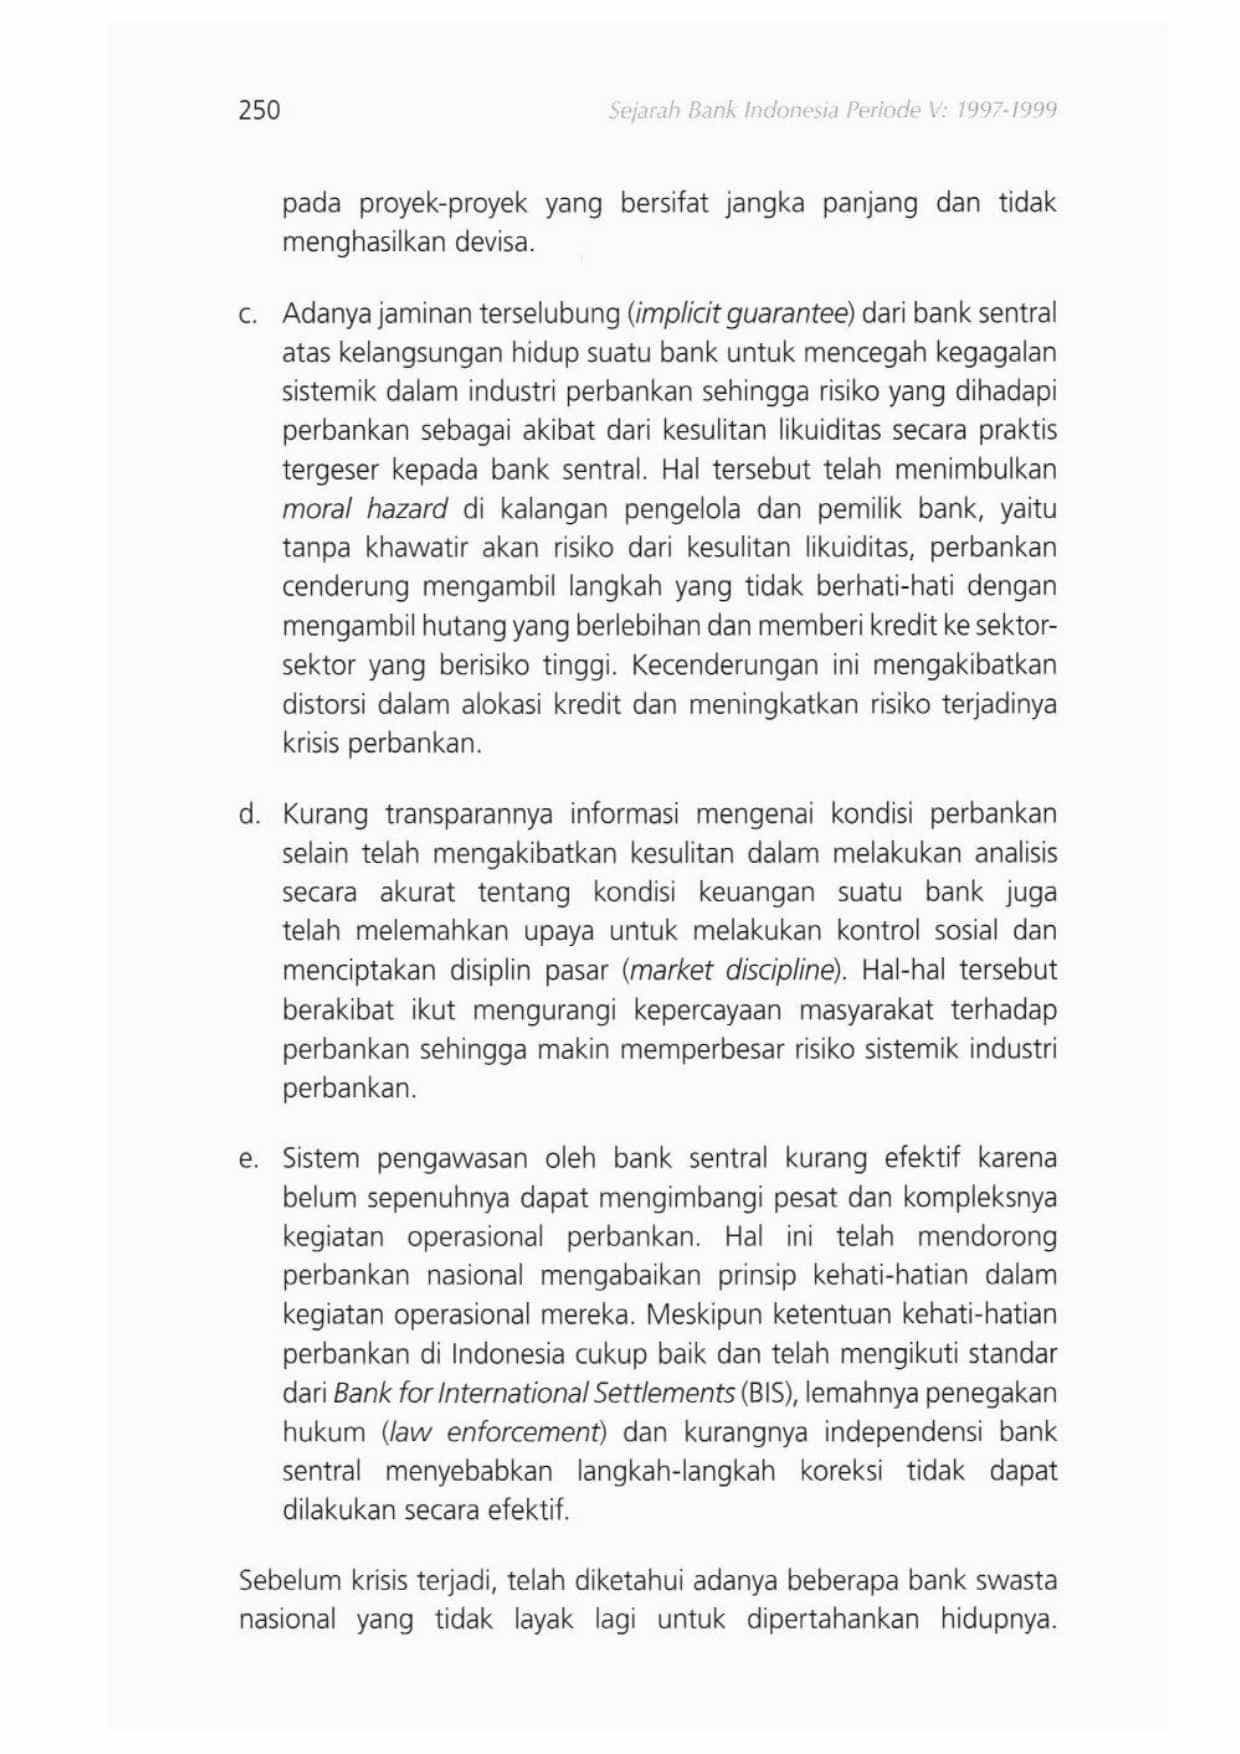 250 Sejarah Bank Indonesia Periode V: 1997-1999
pada proyek-proyek yang bersifat jangka panjang dan tidak
menghasilkan devisa.
c. Adanya jaminan terselubung (implicit guarantee) dari bank sentral
atas kelangsungan hidup suatu bank untuk mencegah kegagalan
sistemik dalam industri perbankan sehingga risiko yang dihadapi
perbankan sebagai akibat dari kesulitan likuiditas secara praktis
tergeser kepada bank sentral. Hal tersebut telah menimbulkan
moral hazard di kalangan pengelola dan pemilik bank, yaitu
tanpa khawatir akan risiko dari kesulitan likuiditas, perbankan
cenderung mengambil langkah yang tidak berhati-hati dengan
mengambil hutang yang berlebihan dan memberi kredit ke sektor-
sektor yang berisiko tinggi. Kecenderungan ini mengakibatkan
distorsi dalam alokasi kredit dan meningkatkan risiko terjadinya
krisis perbankan.
d. Kurang transparannya informasi mengenai kondisi perbankan
selain telah mengakibatkan kesulitan dalam melakukan analisis
secara akurat tentang kondisi keuangan suatu bank juga
telah melemahkan upaya untuk melakukan kontrol sosial dan
menciptakan disiplin pasar (market discipline). Hal-hal tersebut
berakibat ikut mengurangi kepercayaan masyarakat terhadap
perbankan sehingga makin memperbesar risiko sistemik industri
perbankan.
e. Sistem pengawasan oleh bank sentral kurang efektif karena
belum sepenuhnya dapat mengimbangi pesat dan kompleksnya
kegiatan operasional perbankan. Hal ini telah mendorong
perbankan nasional mengabaikan prinsip kehati-hatian dalam
kegiatan operasional mereka. Meskipun ketentuan kehati-hatian
perbankan di Indonesia cukup baik dan telah mengikuti standar
dari Bank for International Settlements (BIS), lemahnya penegakan
hukum (law enforcement) dan kurangnya independensi bank
sentral menyebabkan langkah-langkah koreksi tidak dapat
dilakukan secara efektif.
Sebelum krisis terjadi, telah diketahui adanya beberapa bank swasta
nasional yang tidak layak lagi untuk dipertahankan hidupnya.